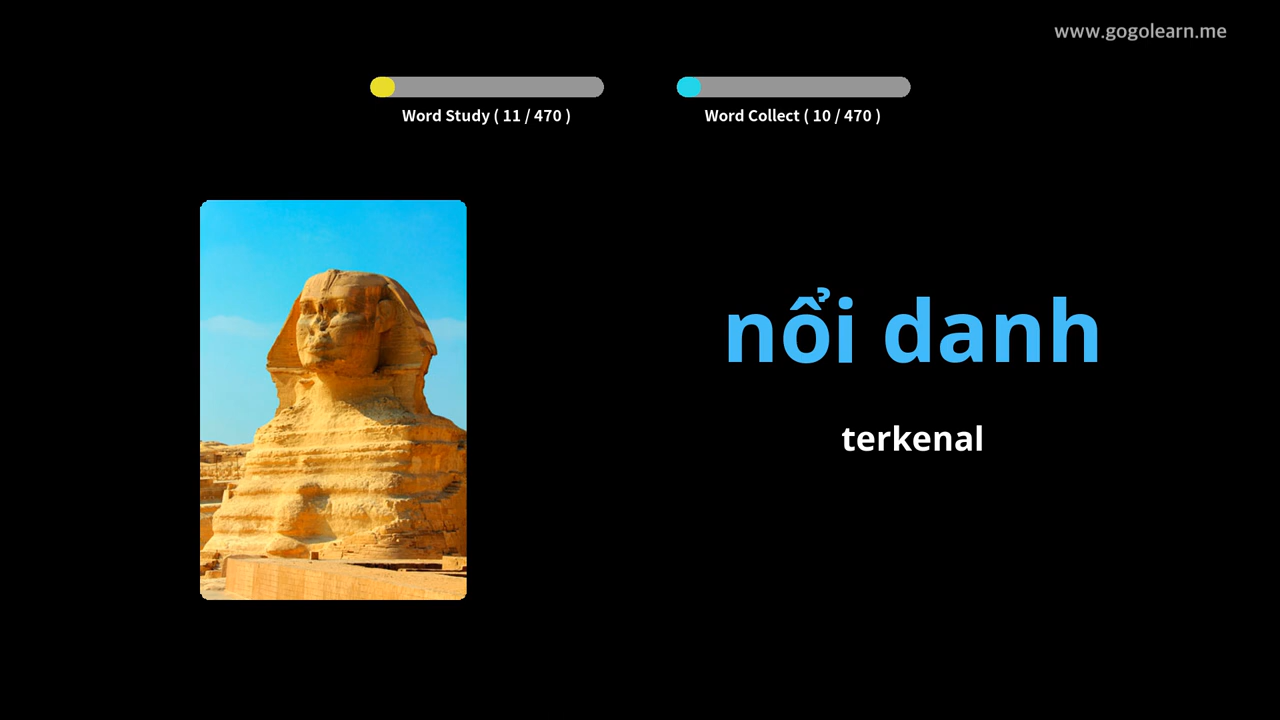 www.gogolearn.me
Word Study ( 11 / 470 )
Word Collect ( 10 / 470 )
nổi danh
terkenal